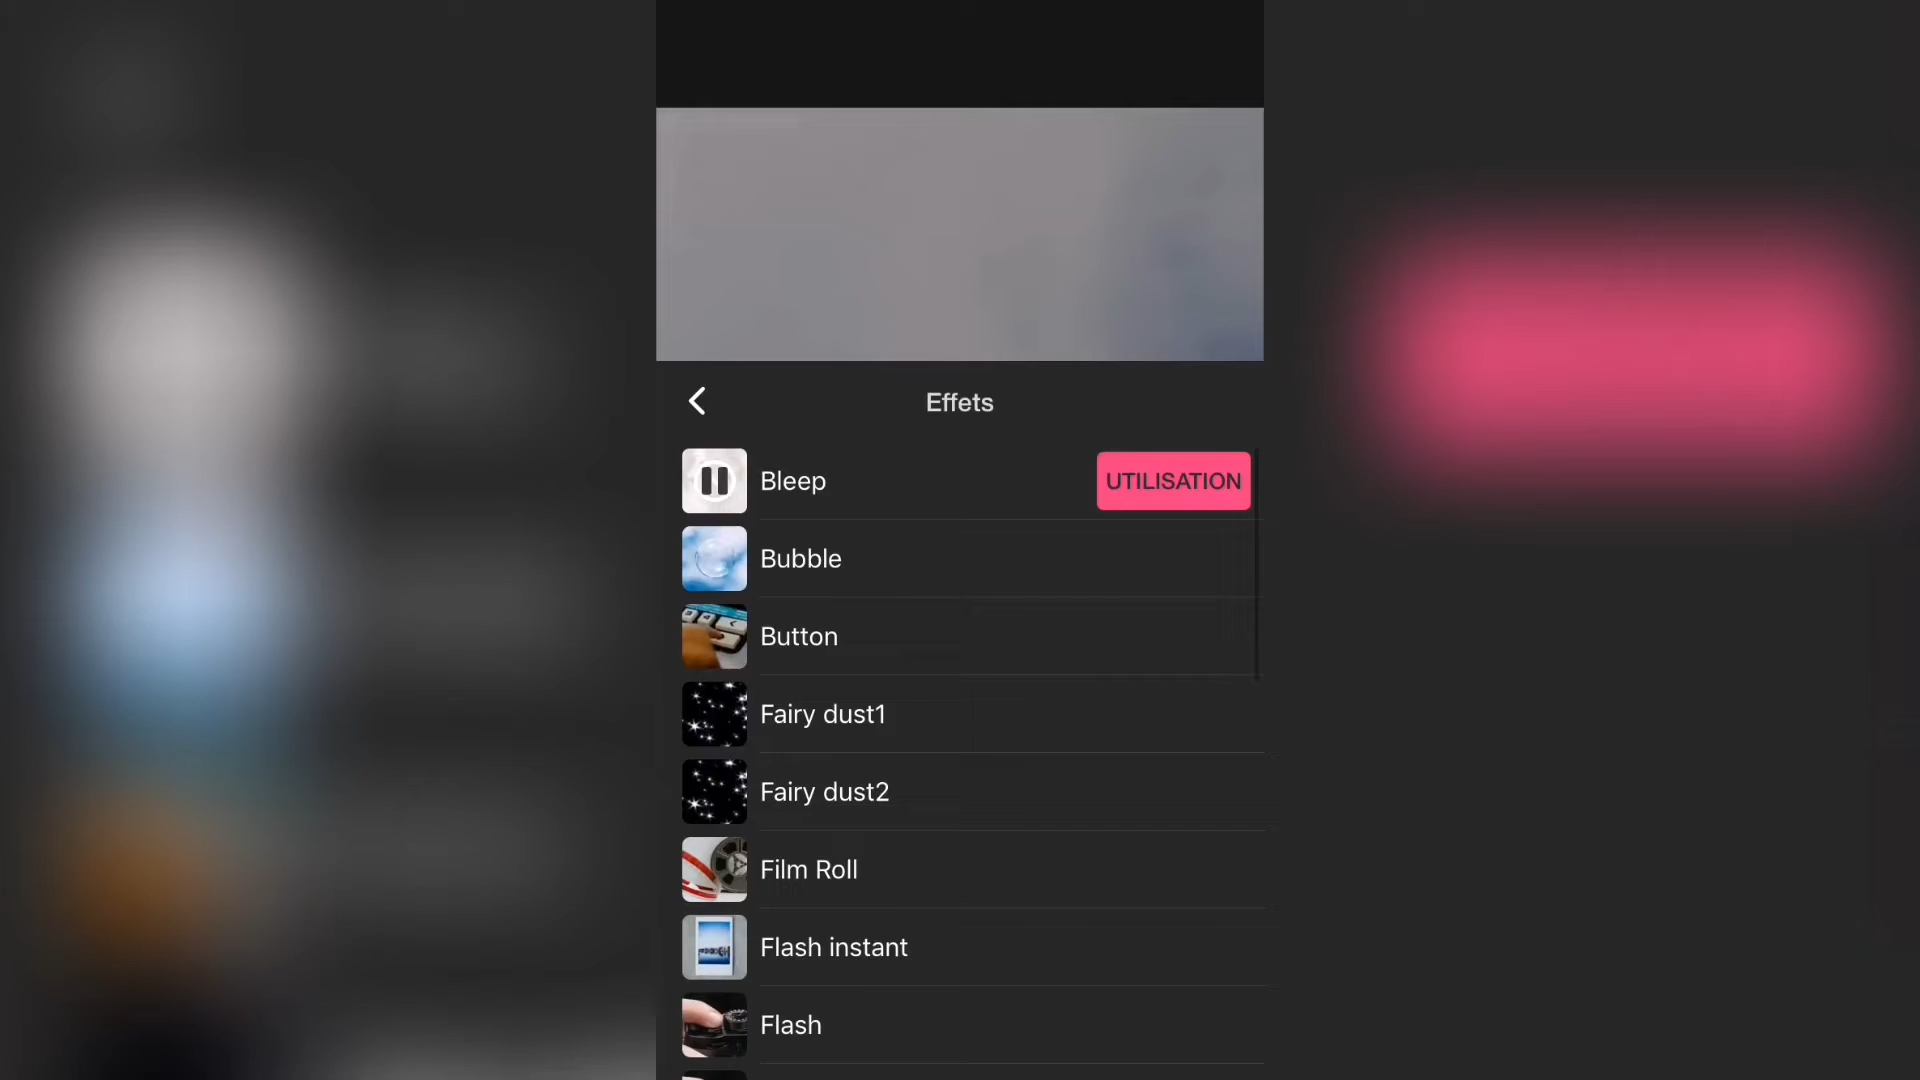 Effets
Bleep
UTILISATION
Bubble
Button
Fairy dust1
Fairy dust2
Film Roll
Flash instant
Flash